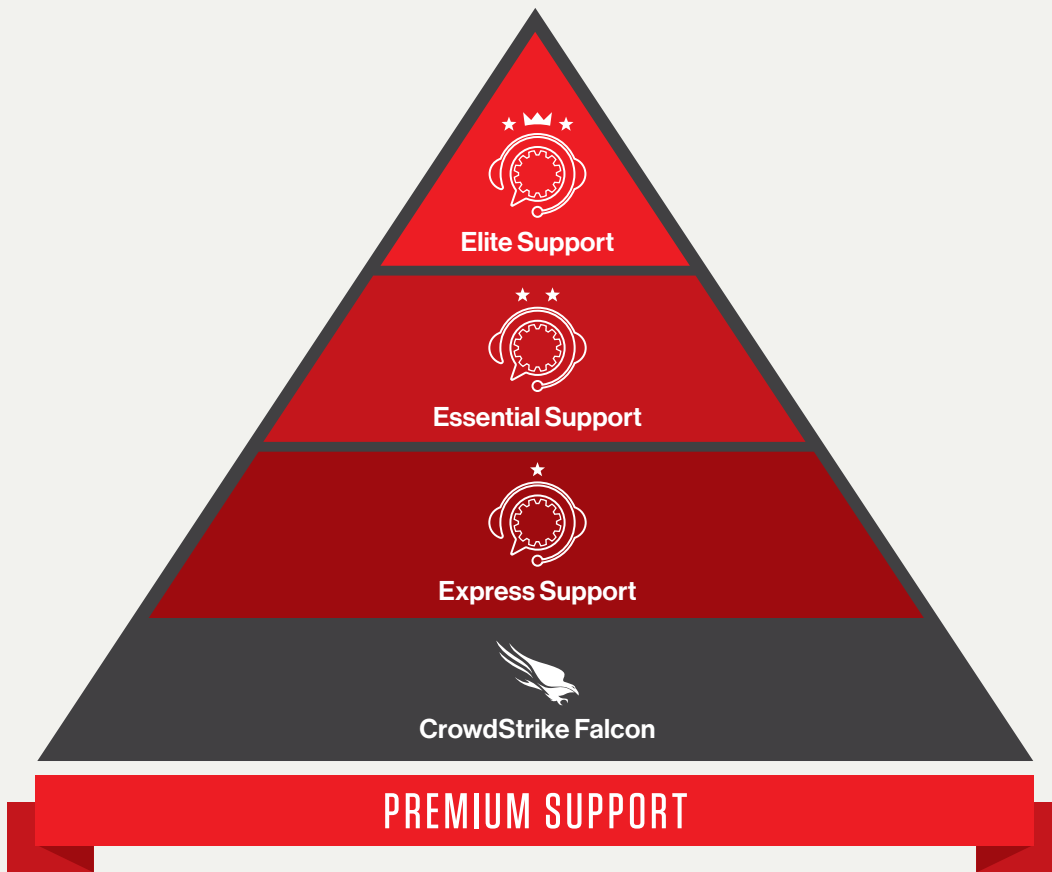 Elite Support
Essential Support
Express Support
CrowdStrike Falcon
PREMIUM SUPPORT